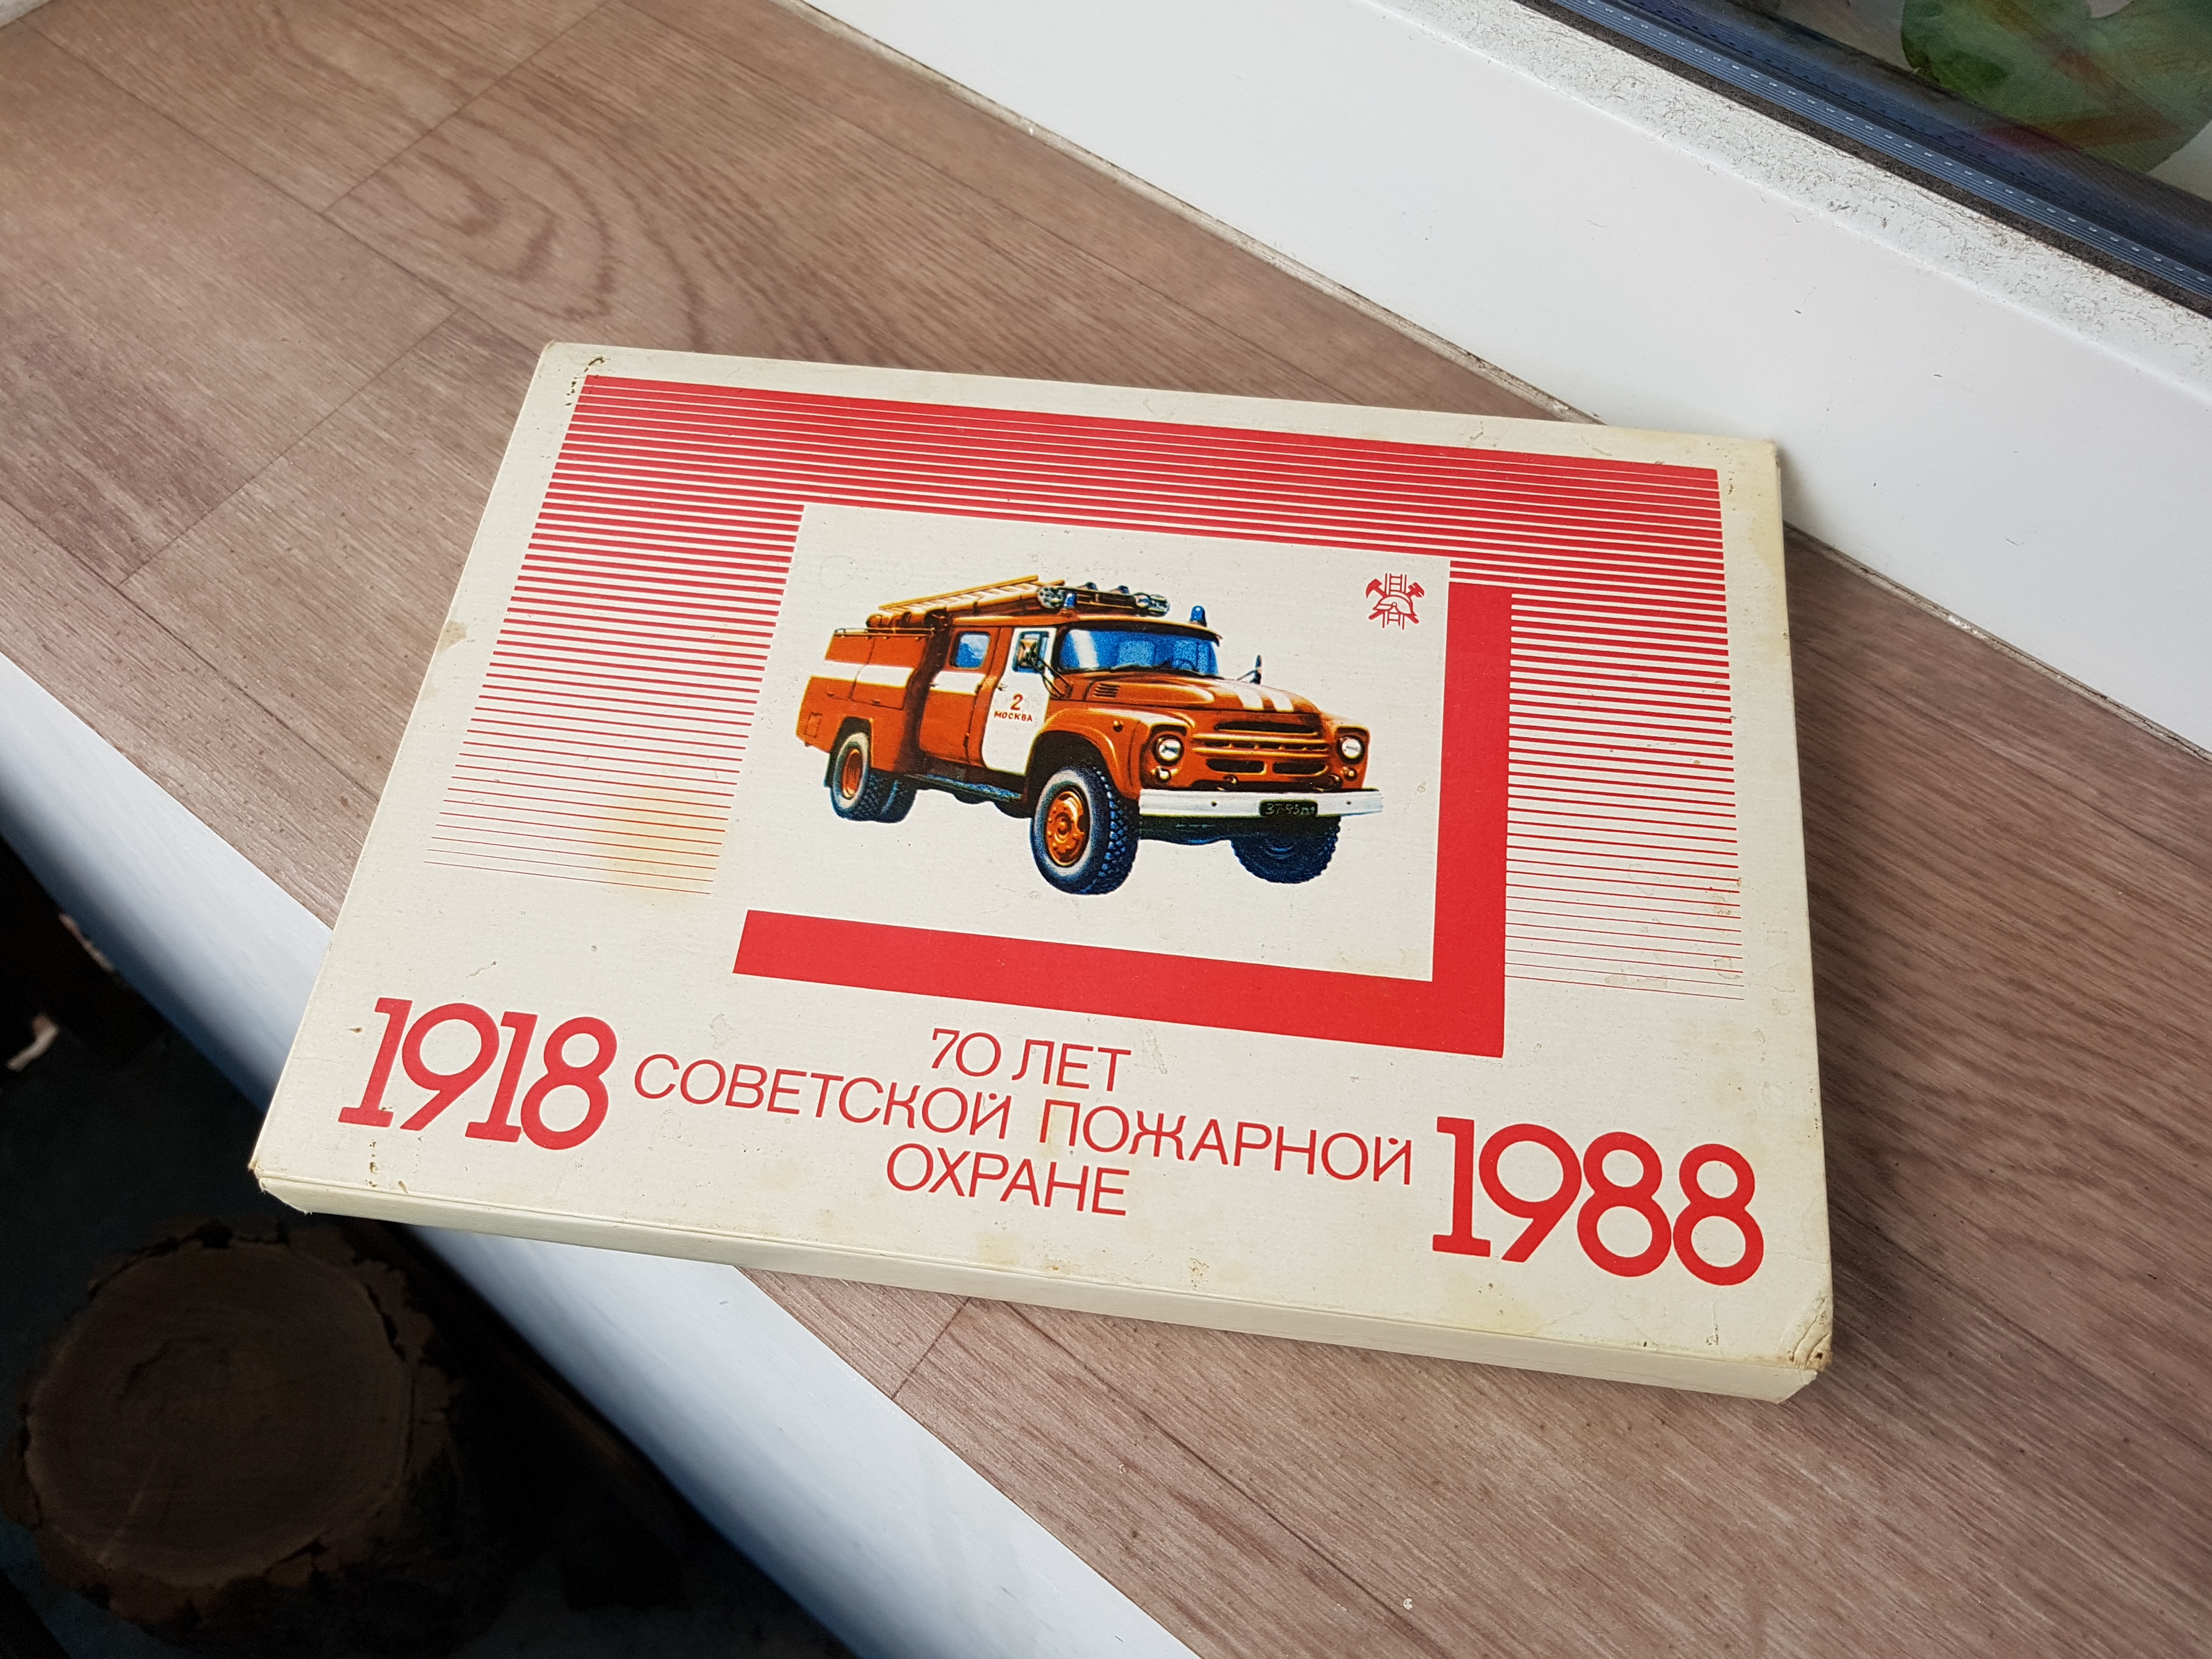 2
МОСКВА
1918
70 ЛЕТ
СОВЕТСКОЙ ПОЖАРНОЙ
ОХРАНЕ
1988